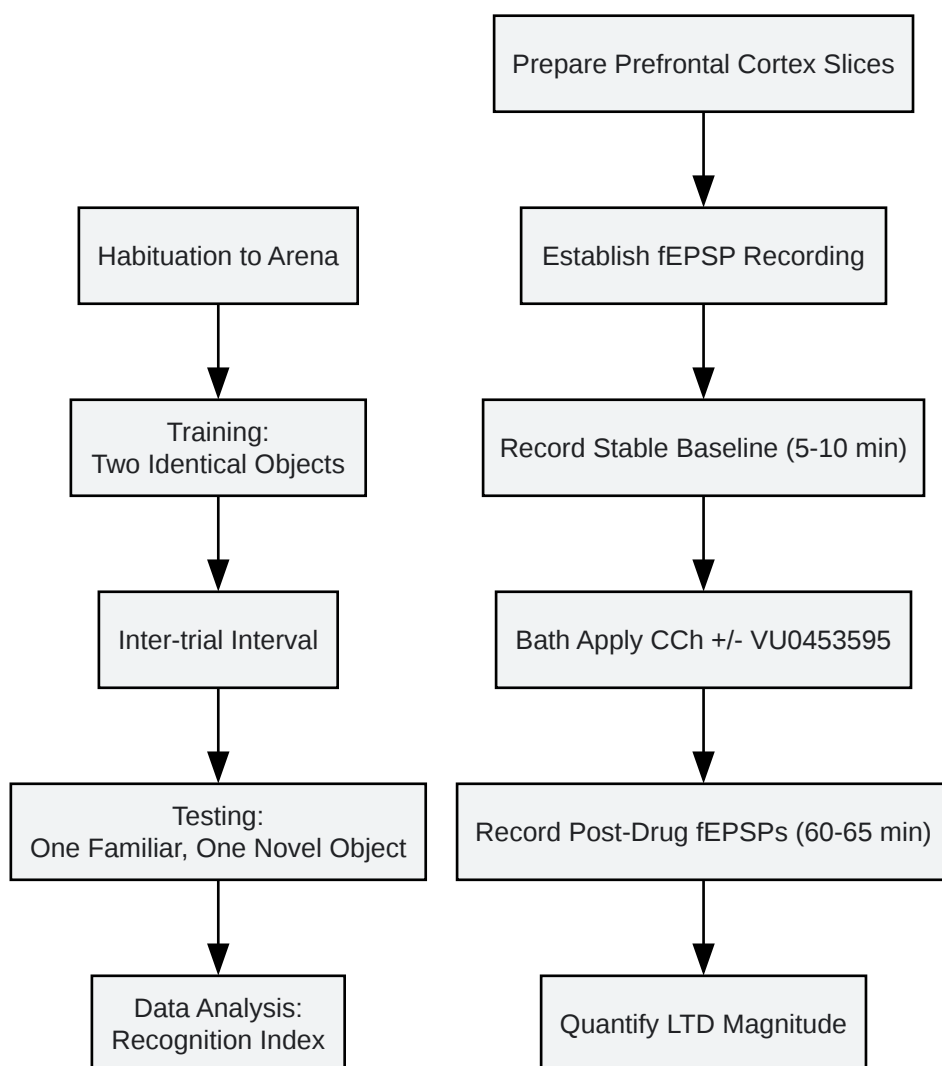 Habituation to Arena
Training:
Two Identical Objects
Inter-trial Interval
Testing:
One Familiar, One Novel Object
Data Analysis:
Recognition Index
Prepare Prefrontal Cortex Slices
Establish fEPSP Recording
Record Stable Baseline (5-10 min)
Bath Apply CCh +/- VU0453595
Record Post-Drug fEPSPs (60-65 min)
Quantify LTD Magnitude